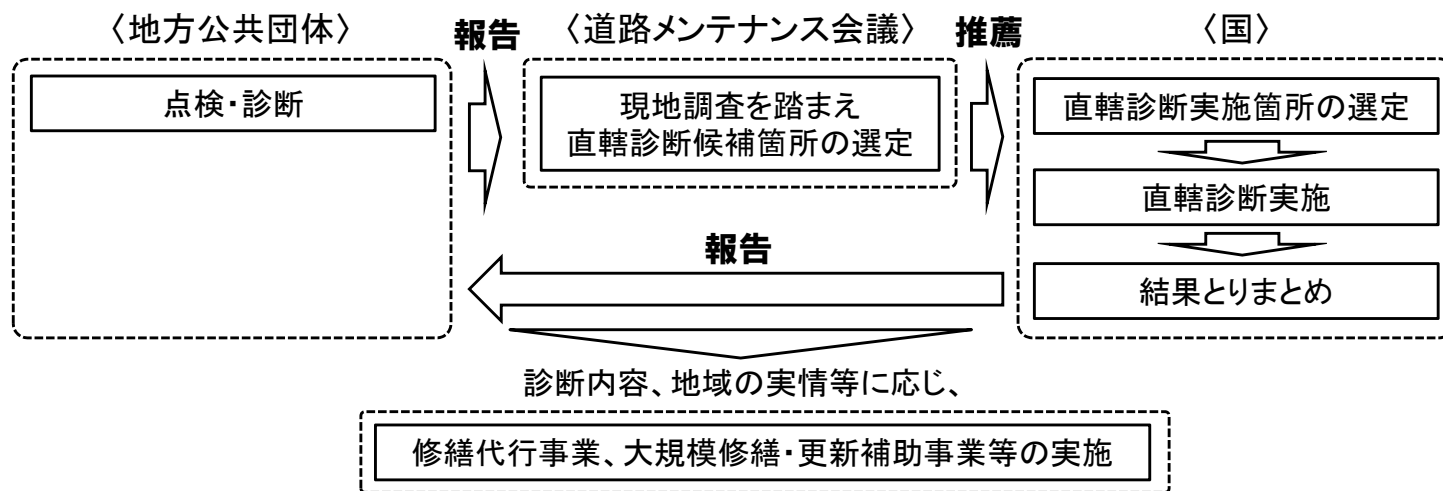 〈地方公共団体〉
報告
〈道路メンテナンス会議〉
推薦
〈国〉
点検・診断
現地調査を踏まえ
直轄診断候補箇所の選定
直轄診断実施箇所の選定
直轄診断実施
結果とりまとめ
報告
診断内容、地域の実情等に応じ、
修繕代行事業、大規模修繕・更新補助事業等の実施